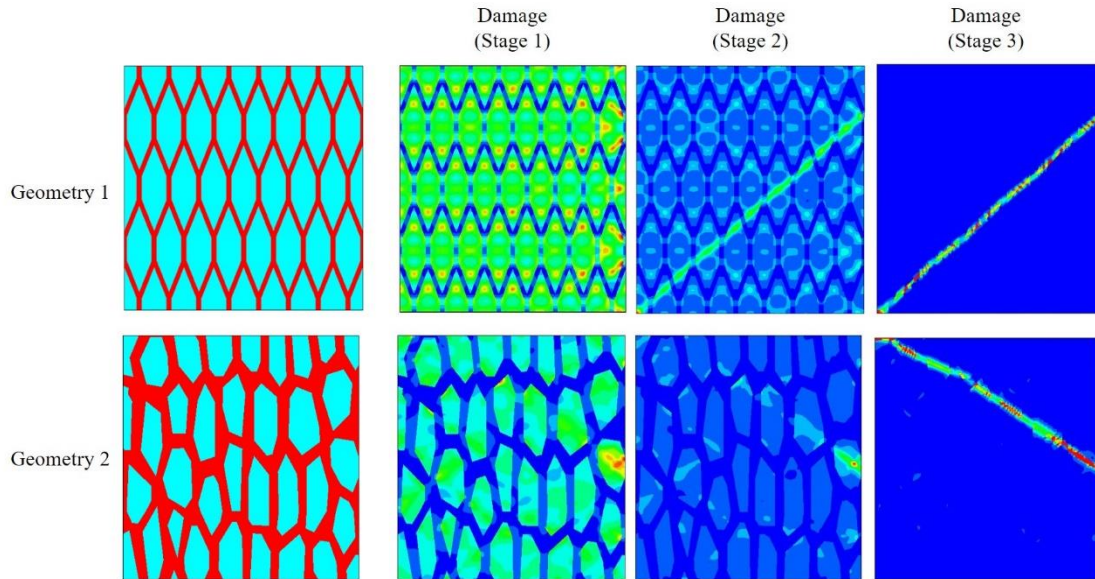 Damage
(Stage 1)
Damage
(Stage 2)
Damage
(Stage 3)
Geometry 1
Geometry 2